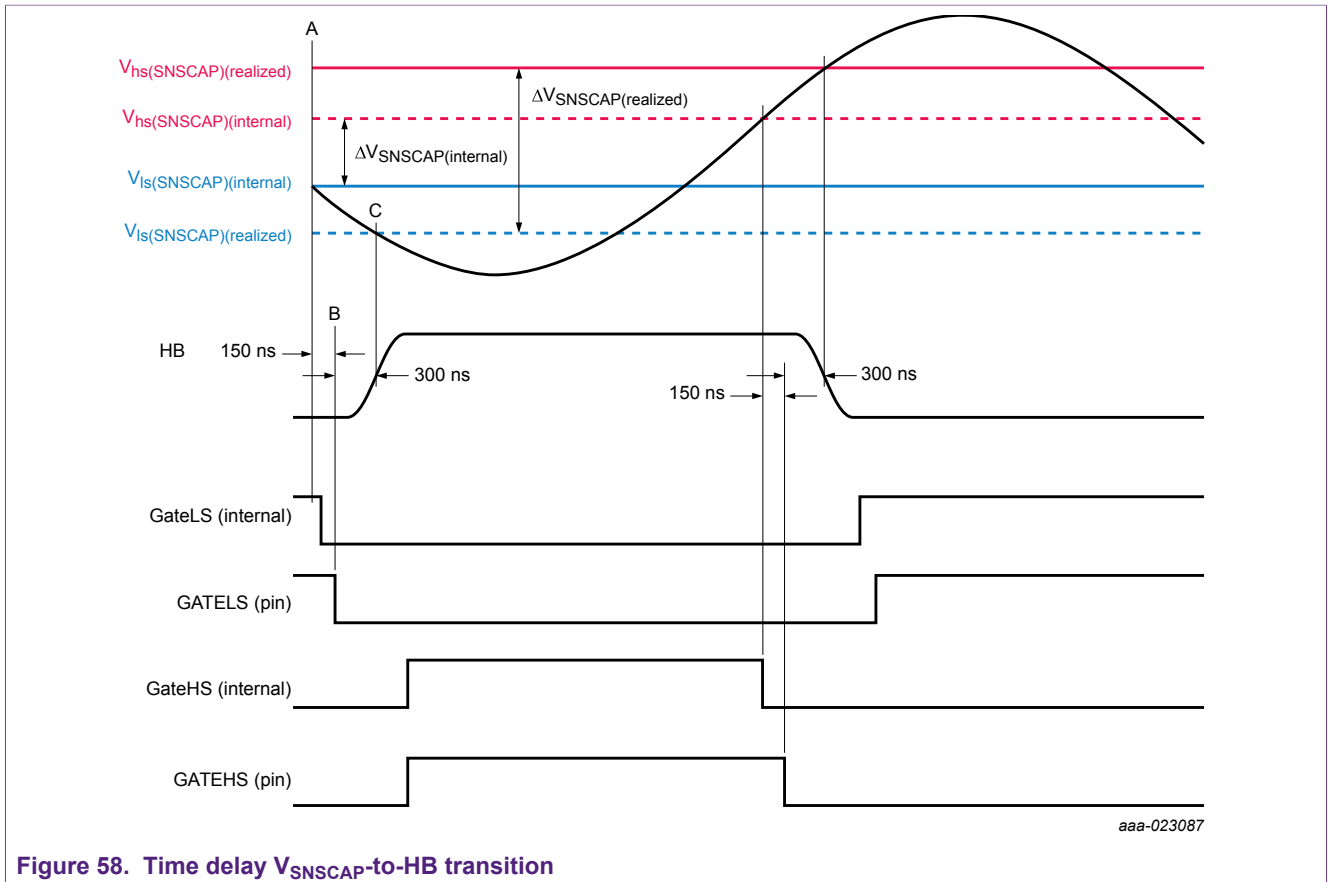 A
Vhs(SNSCAP)(realized)
ΔVSNSCAP(realized)
Vhs(SNSCAP)(internal)
ΔVSNSCAP(internal)
Vls(SNSCAP)(internal)
C
Vls(SNSCAP)(realized)
B
HB
150 ns
300 ns
300 ns
150 ns
GateLS (internal)
GATELS (pin)
GateHS (internal)
GATEHS (pin)
aaa-023087
Figure 58. Time delay VSNSCAP-to-HB transition